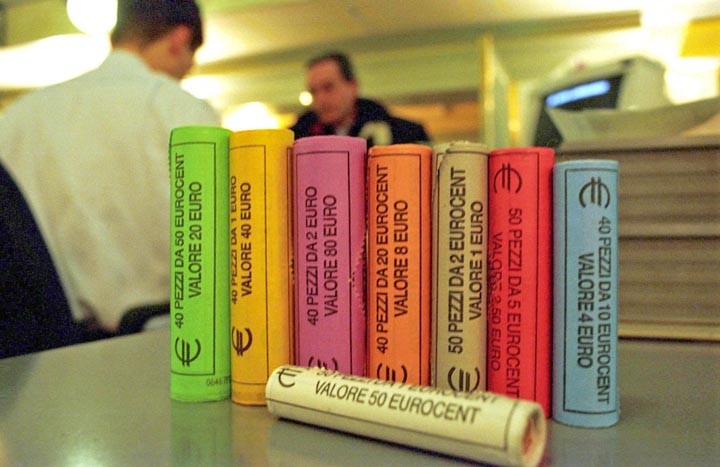 40 PEZZI DA 50 EUROCENT
VALORE 20 EURO
€
40 PEZZI DA 1 EURO
VALORE 40 EURO
€
40 PEZZI DA 2 EURO
VALORE 80 EURO
€
40 PEZZI DA 20 EUROCENT
VALORE 8 EURO
€
50 PEZZI DA 2 EUROCENT
VALORE 1 EURO
€
€
50 PEZZI DA 5 EUROCENT
VALORE 2,50 EURO
€
40 PEZZI DA 10 EUROCENT
VALORE 4 EURO
€
50 PEZZI DA
VALORE 50 EUROCENT